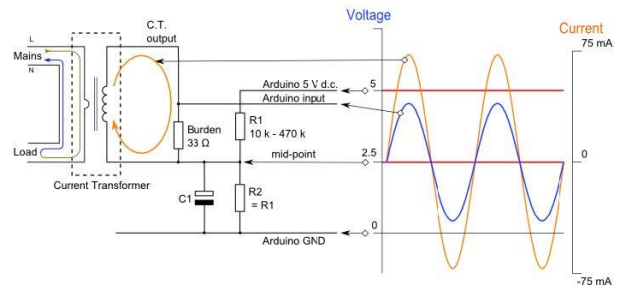 Voltage
Current
C.T.
output
75 mA
L
Mains
N
Arduino 5 V d.c.
5
Arduino input
Burden
33 Ω
R1
10 k - 470 k
mid-point
2.5
0
Load
Current Transformer
C1
R2
= R1
0
Arduino GND
-75 mA